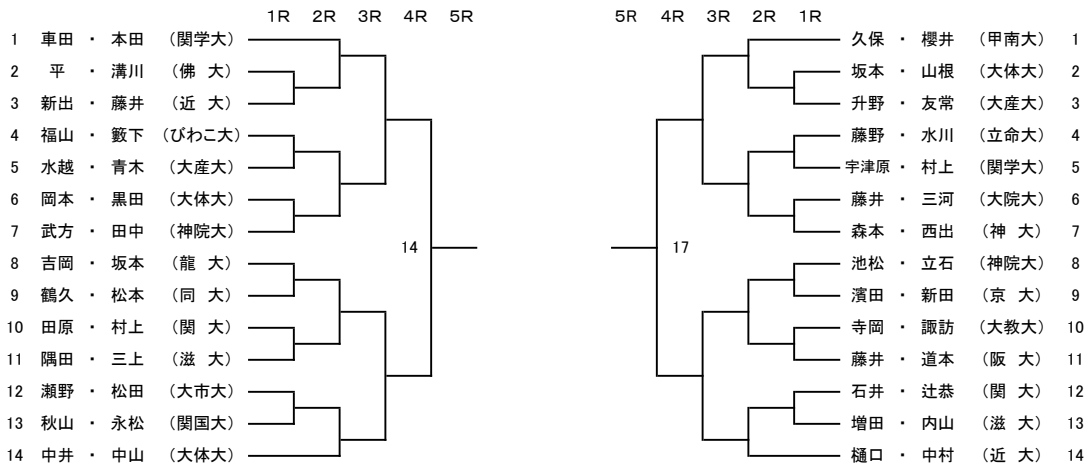 1R 2R 3R 4R 5R
1 車田 ・ 本田 (関学大)
2 平 ・ 溝川 (佛 大)
3 新出 ・ 藤井 (近 大)
4 福山 ・ 籔下 (びわこ大)
5 水越 ・ 青木 (大産大)
6 岡本 ・ 黒田 (大体大)
7 武方 ・ 田中 (神院大)
14
8 吉岡 ・ 坂本 (龍 大)
9 鶴久 ・ 松本 (同 大)
10 田原 ・ 村上 (関 大)
11 隅田 ・ 三上 (滋 大)
12 瀬野 ・ 松田 (大市大)
13 秋山 ・ 永松 (関国大)
14 中井 ・ 中山 (大体大)
5R 4R 3R 2R 1R
久保 ・ 櫻井 (甲南大) 1
坂本 ・ 山根 (大体大) 2
升野 ・ 友常 (大産大) 3
藤野 ・ 水川 (立命大) 4
宇津原 ・ 村上 (関学大) 5
藤井 ・ 三河 (大院大) 6
森本 ・ 西出 (神 大) 7
17
池松 ・ 立石 (神院大) 8
濱田 ・ 新田 (京 大) 9
寺岡 ・ 諏訪 (大教大) 10
藤井 ・ 道本 (阪 大) 11
石井 ・ 辻恭 (関 大) 12
増田 ・ 内山 (滋 大) 13
樋口 ・ 中村 (近 大) 14